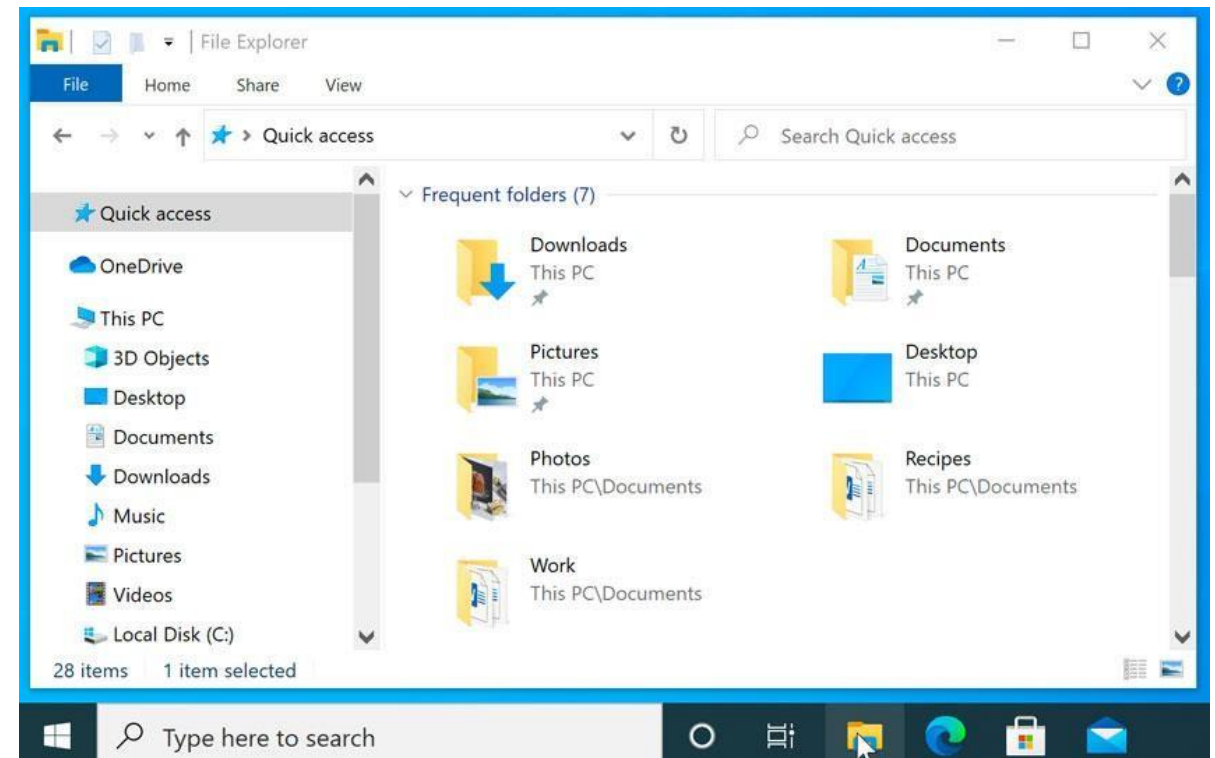 File Explorer
File Home Share View
Quick access
Search Quick access
Quick access
OneDrive
This PC
3D Objects
Desktop
Documents
Downloads
Music
Pictures
Videos
Local Disk (C:)
Frequent folders (7)
Downloads
This PC
Documents
This PC
Pictures
This PC
Desktop
This PC
Photos
This PC\Documents
Recipes
This PC\Documents
Work
This PC\Documents
28 items 1 item selected
Type here to search